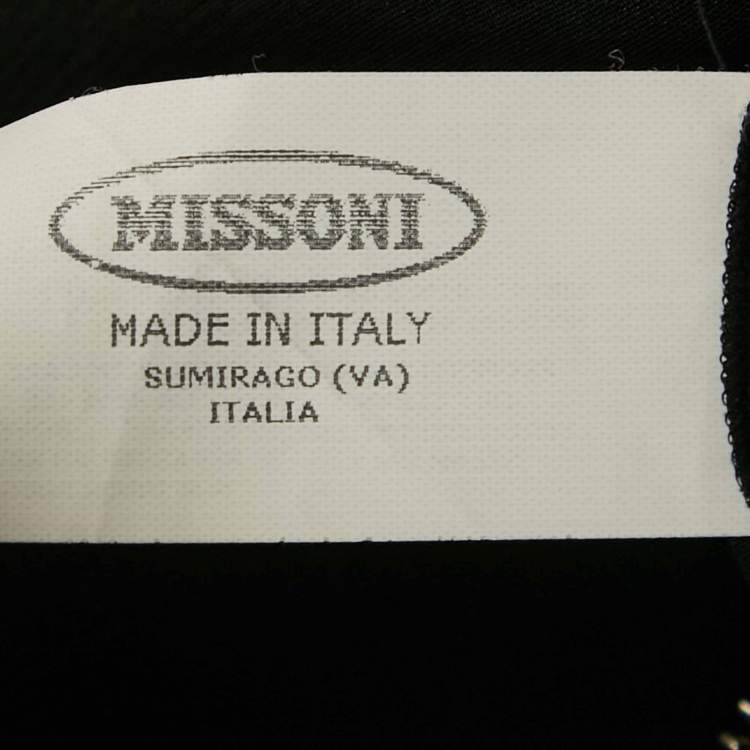 MISSONI
MADE IN ITALY
SUMIRAGO (VA)
ITALIA